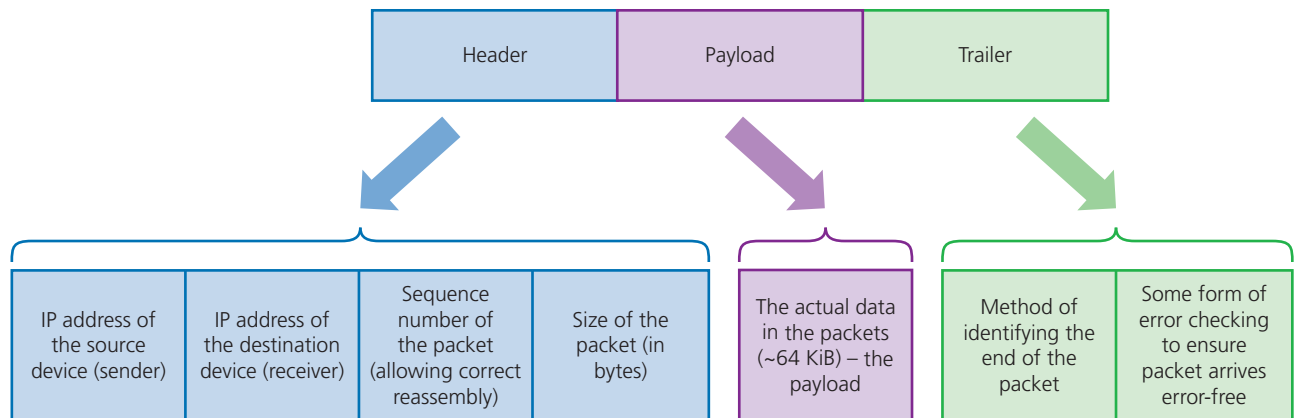 Header
Payload
Trailer
IP address of
the source
device (sender)
IP address of
the destination
device (receiver)
Sequence
number of
the packet
(allowing correct
reassembly)
Size of the
packet (in
bytes)
The actual data
in the packets
(~64 KiB) – the
payload
Method of
identifying the
end of the
packet
Some form of
error checking
to ensure
packet arrives
error-free